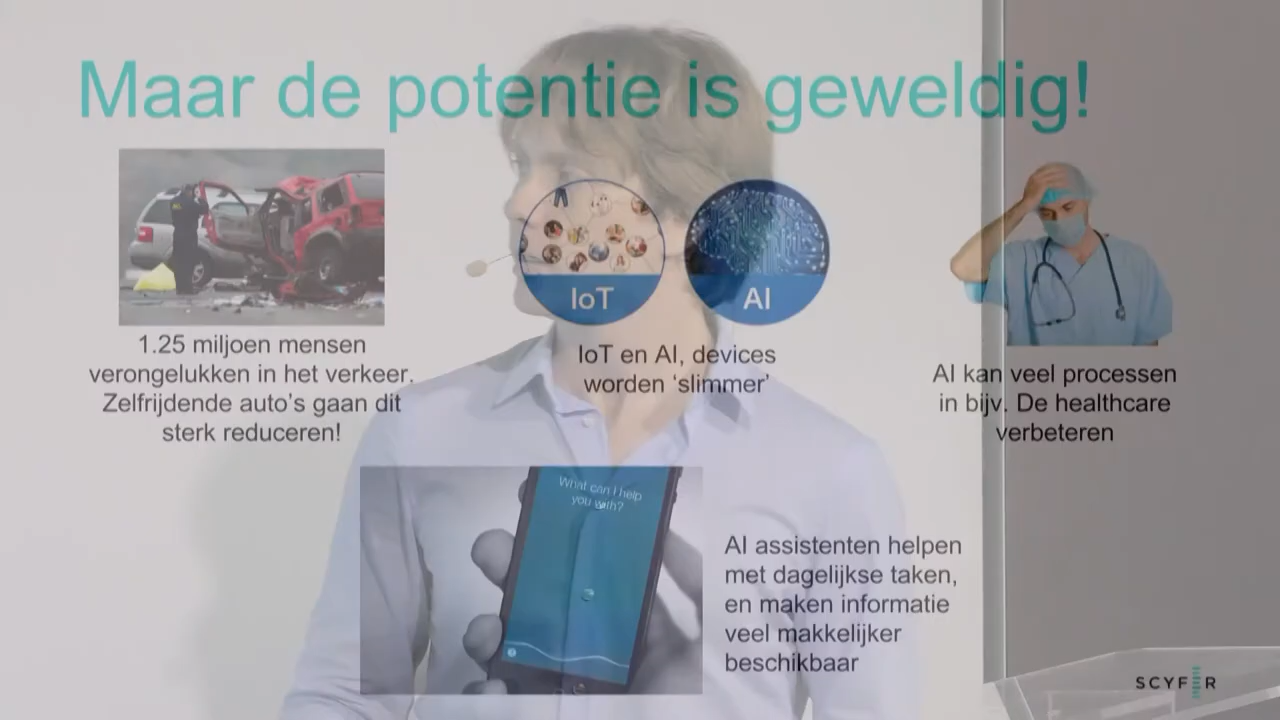 Maar de potentie is geweldig!
IoT
AI
1.25 miljoen mensen
verongelukken in het verkeer.
Zelfrijdende auto's gaan dit
sterk reduceren!
IoT en AI, devices
worden 'slimmer'
AI kan veel processen
in bijv. De healthcare
verbeteren
What can I help
you with?
AI assistenten helpen
met dagelijkse taken,
en maken informatie
veel makkelijker
beschikbaar
SCYFER